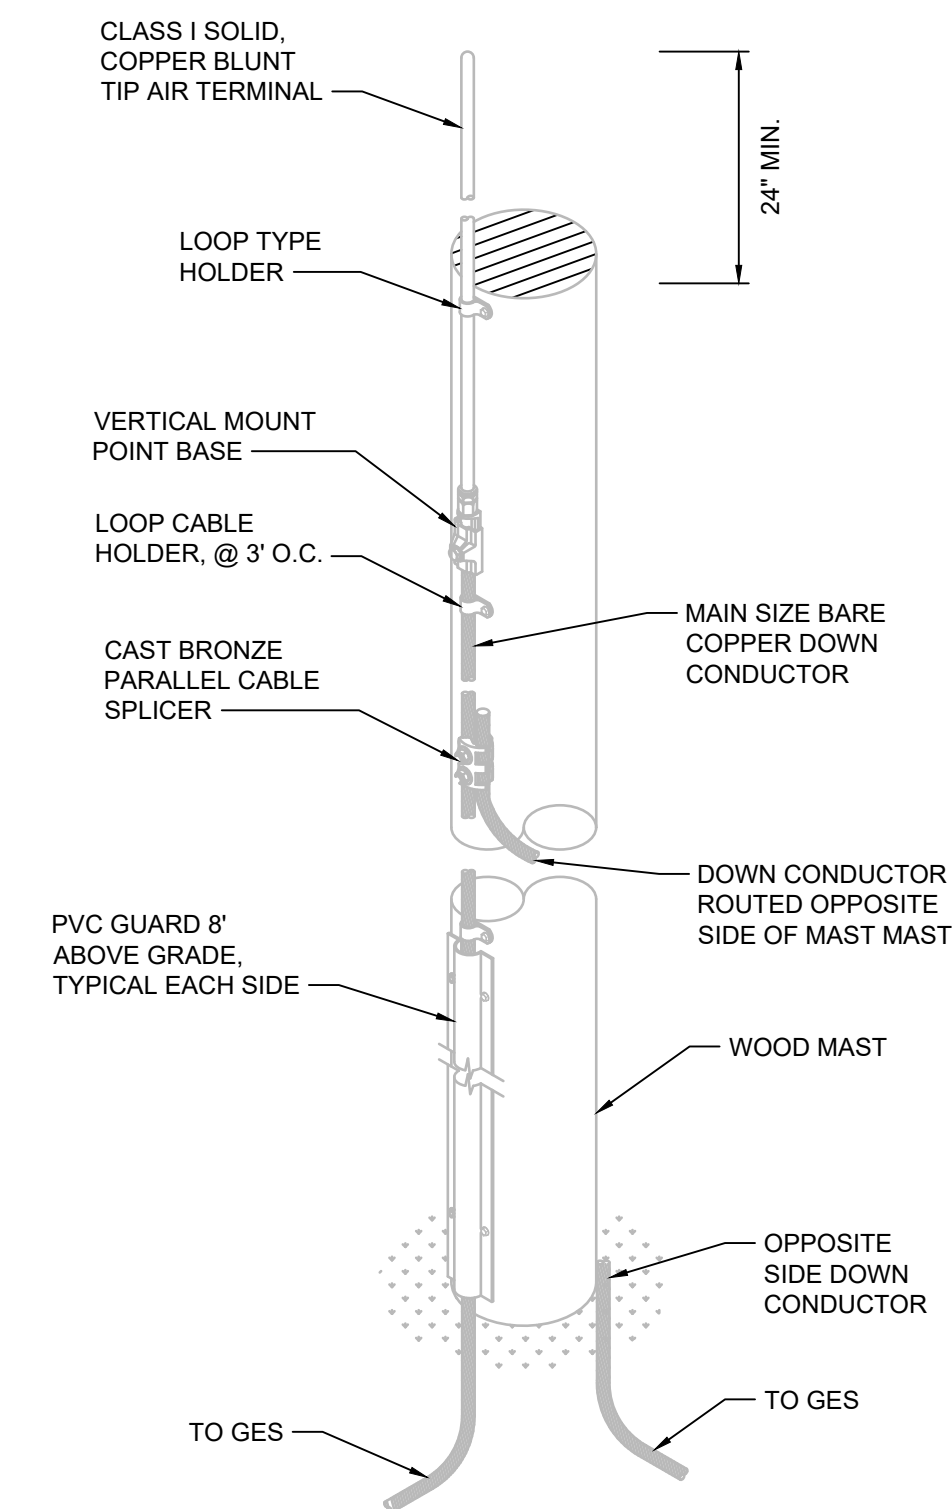 CLASS I SOLID,
COPPER BLUNT
TIP AIR TERMINAL
24" MIN.
LOOP TYPE
HOLDER
VERTICAL MOUNT
POINT BASE
LOOP CABLE
HOLDER, @ 3' O.C.
MAIN SIZE BARE
COPPER DOWN
CONDUCTOR
CAST BRONZE
PARALLEL CABLE
SPLICER
DOWN CONDUCTOR
ROUTED OPPOSITE
SIDE OF MAST MAST
PVC GUARD 8'
ABOVE GRADE,
TYPICAL EACH SIDE
WOOD MAST
OPPOSITE
SIDE DOWN
CONDUCTOR
TO GES
TO GES